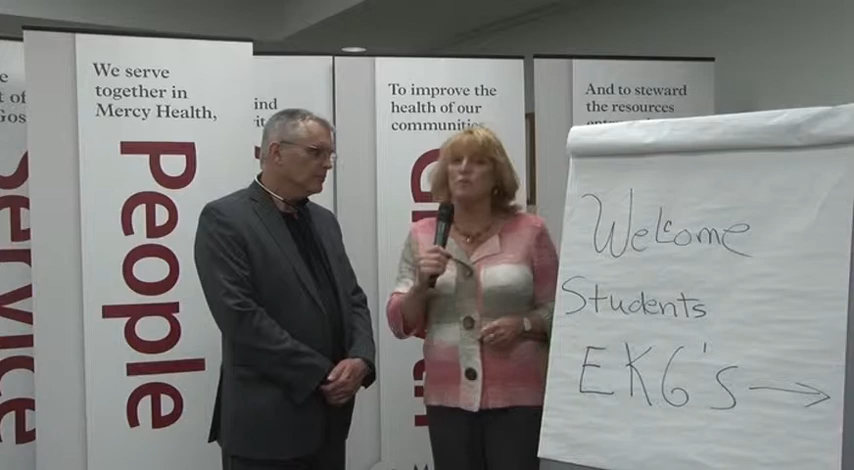 We serve
together in
Mercy Health,
People
Service
ind
To improve the
health of our
communities
And to steward
the resources
Welcome
Students
EKG's →